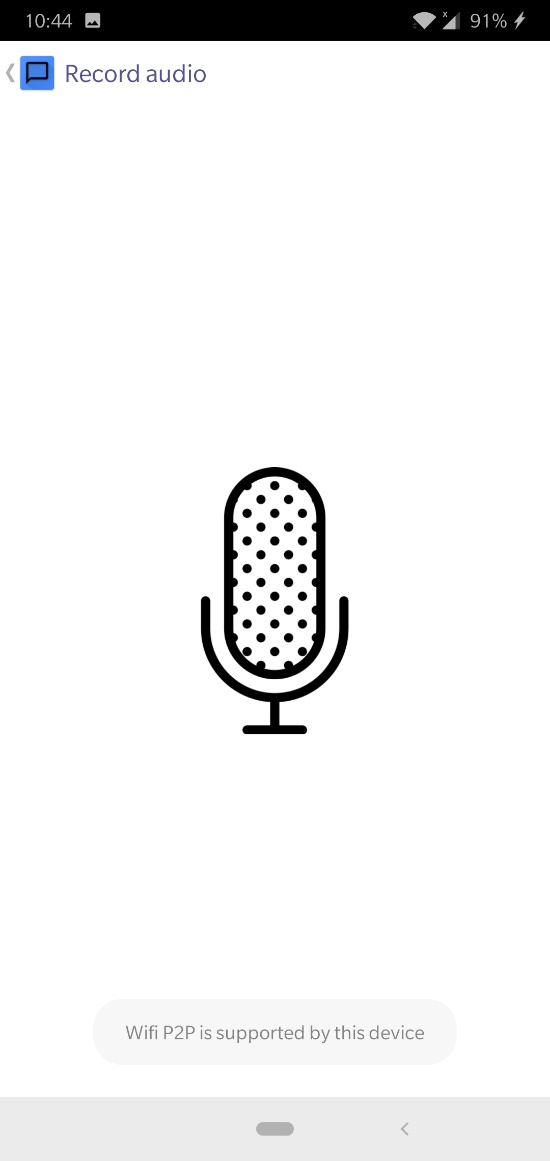 10:44
x
91%
Record audio
Wifi P2P is supported by this device